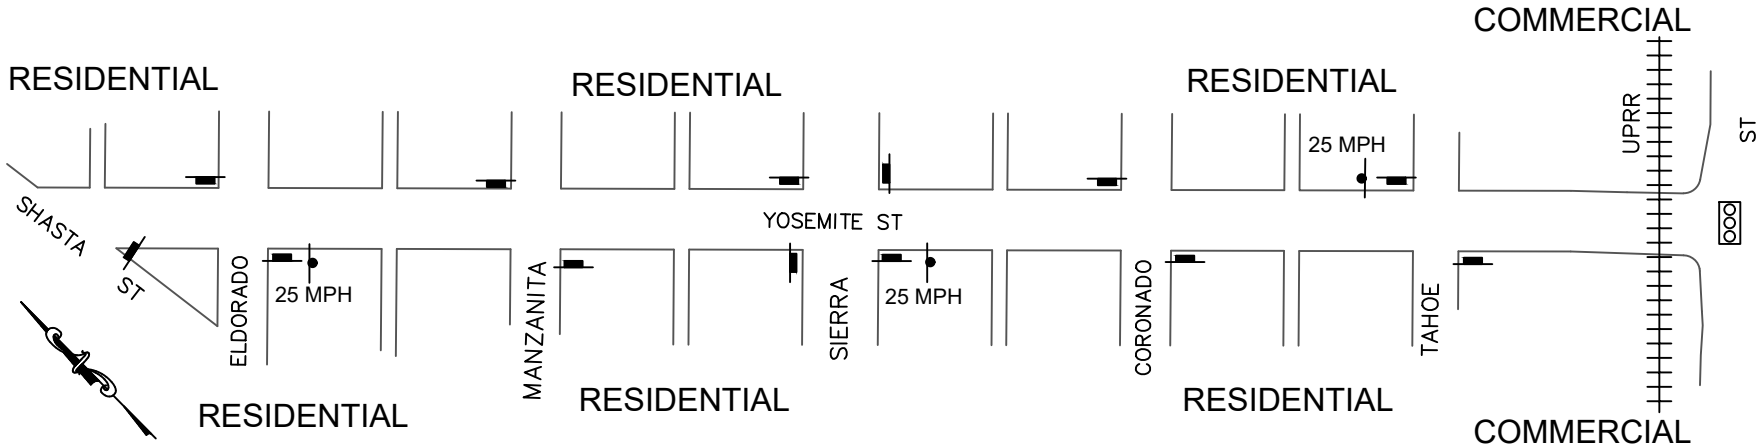 COMMERCIAL
RESIDENTIAL
RESIDENTIAL
RESIDENTIAL
UPRR
ST
25 MPH
SHASTA
ST
YOSEMITE ST
ELDORADO
25 MPH
MANZANITA
SIERRA
25 MPH
CORONADO
TAHOE
RESIDENTIAL
RESIDENTIAL
RESIDENTIAL
COMMERCIAL